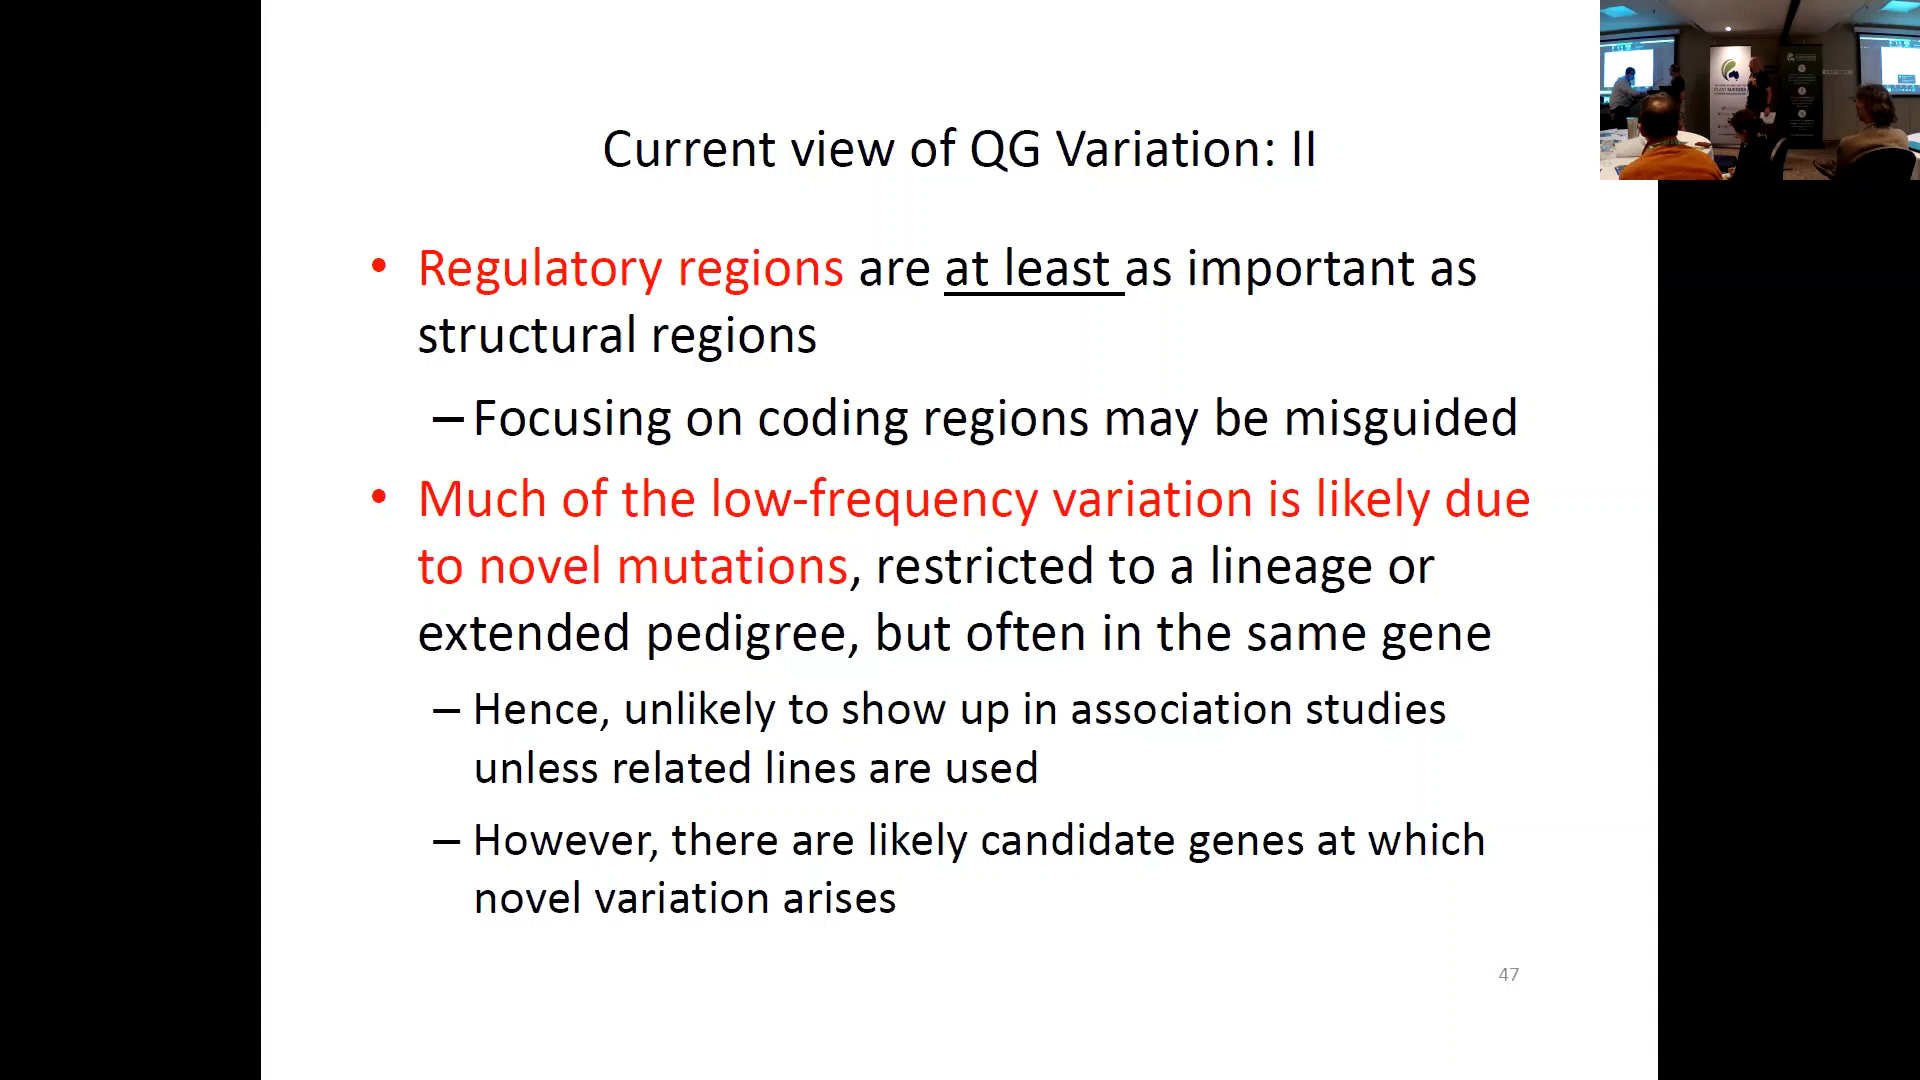 Current view of QG Variation: II
• Regulatory regions are at least as important as
structural regions
– Focusing on coding regions may be misguided
• Much of the low-frequency variation is likely due
to novel mutations, restricted to a lineage or
extended pedigree, but often in the same gene
– Hence, unlikely to show up in association studies
unless related lines are used
– However, there are likely candidate genes at which
novel variation arises
47
PLANT SUCCESS